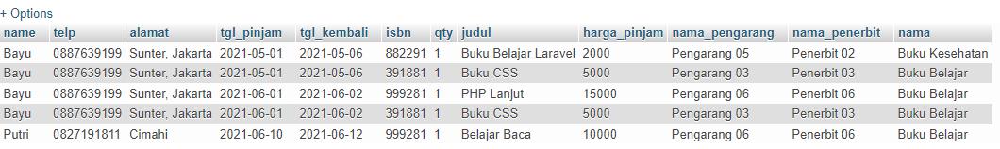 + Options
name telp alamat tgl_pinjam tgl_kembali isbn qty judul harga_pinjam nama_pengarang nama_penerbit nama
Bayu 0887639199 Sunter, Jakarta 2021-05-01 2021-05-06 882291 1 Buku Belajar Laravel 2000 Pengarang 05 Penerbit 02 Buku Kesehatan
Bayu 0887639199 Sunter, Jakarta 2021-05-01 2021-05-06 391881 1 Buku CSS 5000 Pengarang 03 Penerbit 03 Buku Belajar
Bayu 0887639199 Sunter, Jakarta 2021-06-01 2021-06-02 999281 1 PHP Lanjut 15000 Pengarang 06 Penerbit 06 Buku Belajar
Bayu 0887639199 Sunter, Jakarta 2021-06-01 2021-06-02 391881 1 Buku CSS 5000 Pengarang 03 Penerbit 03 Buku Belajar
Putri 0827191811 Cimahi 2021-06-10 2021-06-12 999281 1 Belajar Baca 10000 Pengarang 06 Penerbit 06 Buku Belajar